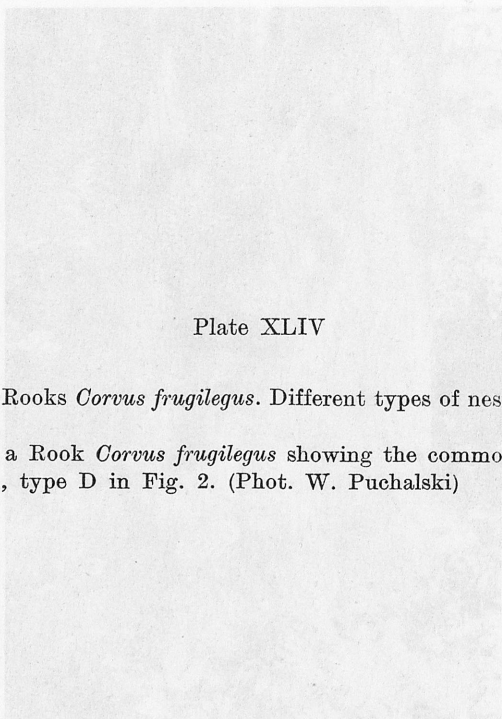 Plate XLIV
Rooks Corvus frugilegus. Different types of nes
a Rook Corvus frugilegus showing the commo
, type D in Fig. 2. (Phot. W. Puchalski)